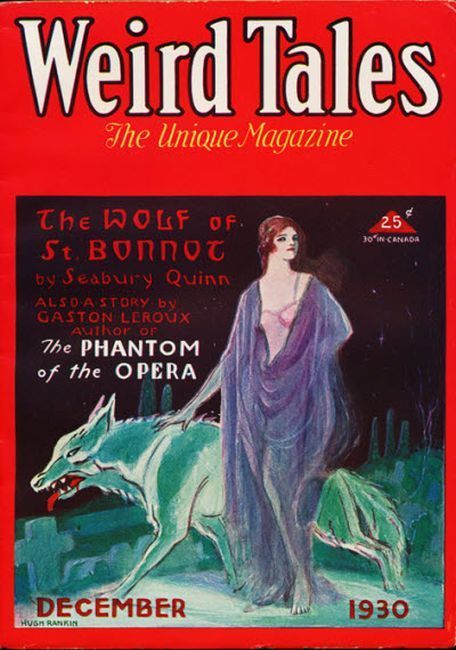 Weird Tales
The Unique Magazine
The WOLF of
St. BONNOT
by Seabury Quinn
ALSO A STORY by
GASTON LEROUX
author of
The PHANTOM
of the OPERA
25¢
30¢ IN CANADA
DECEMBER 1930
HUGH RANKIN